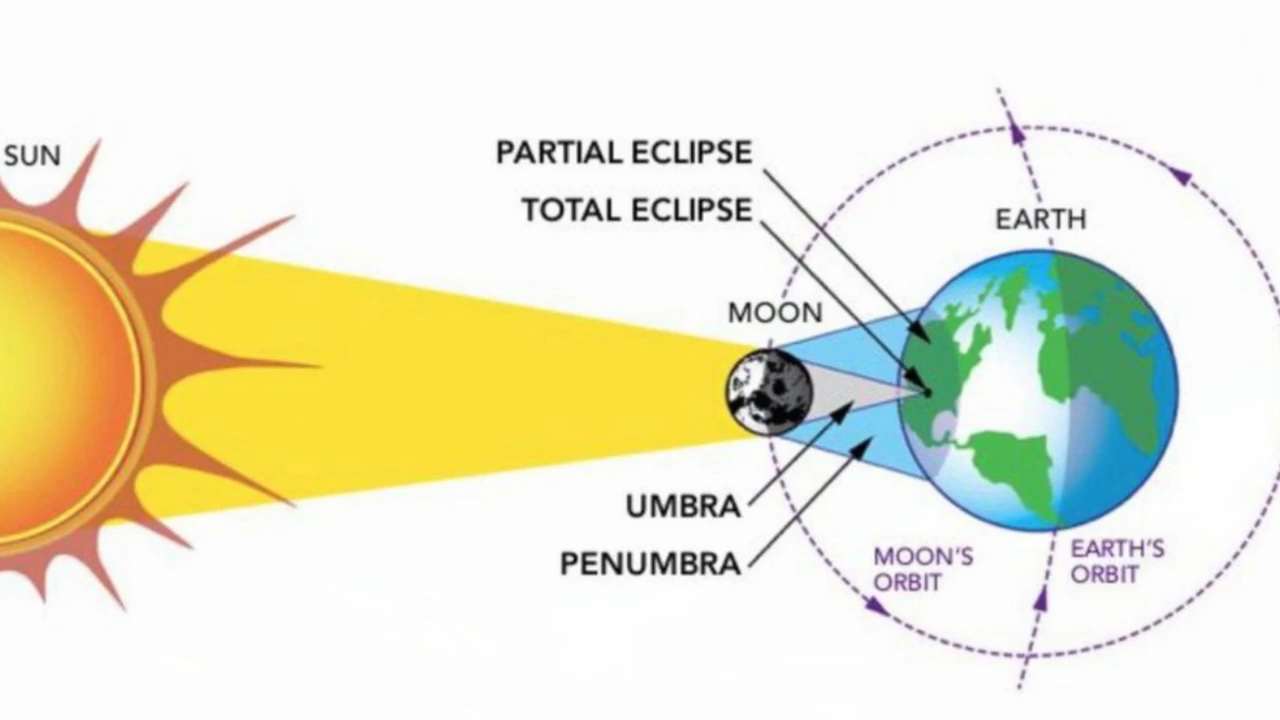 SUN
PARTIAL ECLIPSE
TOTAL ECLIPSE
EARTH
MOON
UMBRA
PENUMBRA
MOON'S
ORBIT
EARTH'S
ORBIT